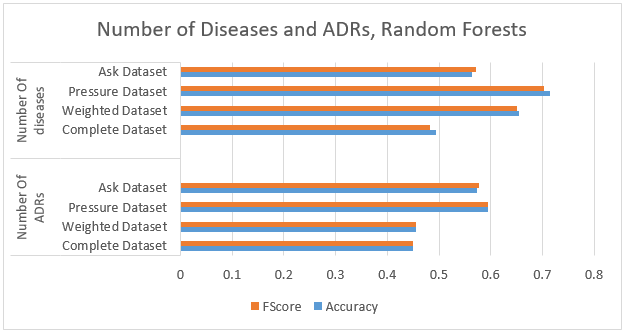 Number of Diseases and ADRs, Random Forests
Number Of
diseases
Ask Dataset
Pressure Dataset
Weighted Dataset
Complete Dataset
Number Of
ADRs
Ask Dataset
Pressure Dataset
Weighted Dataset
Complete Dataset
0 0.1 0.2 0.3 0.4 0.5 0.6 0.7 0.8
FScore Accuracy